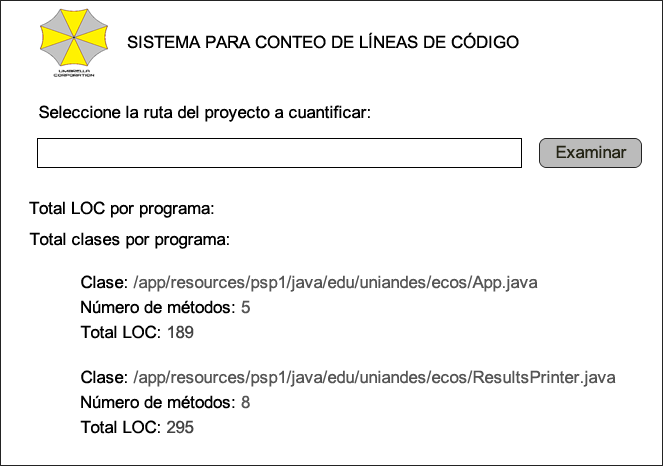 UMBRELLA
CORPORATION
SISTEMA PARA CONTEO DE LÍNEAS DE CÓDIGO
Seleccione la ruta del proyecto a cuantificar:
Examinar
Total LOC por programa:
Total clases por programa:
Clase: /app/resources/psp1/java/edu/uniandes/ecos/App.java
Número de métodos: 5
Total LOC: 189
Clase: /app/resources/psp1/java/edu/uniandes/ecos/ResultsPrinter.java
Número de métodos: 8
Total LOC: 295